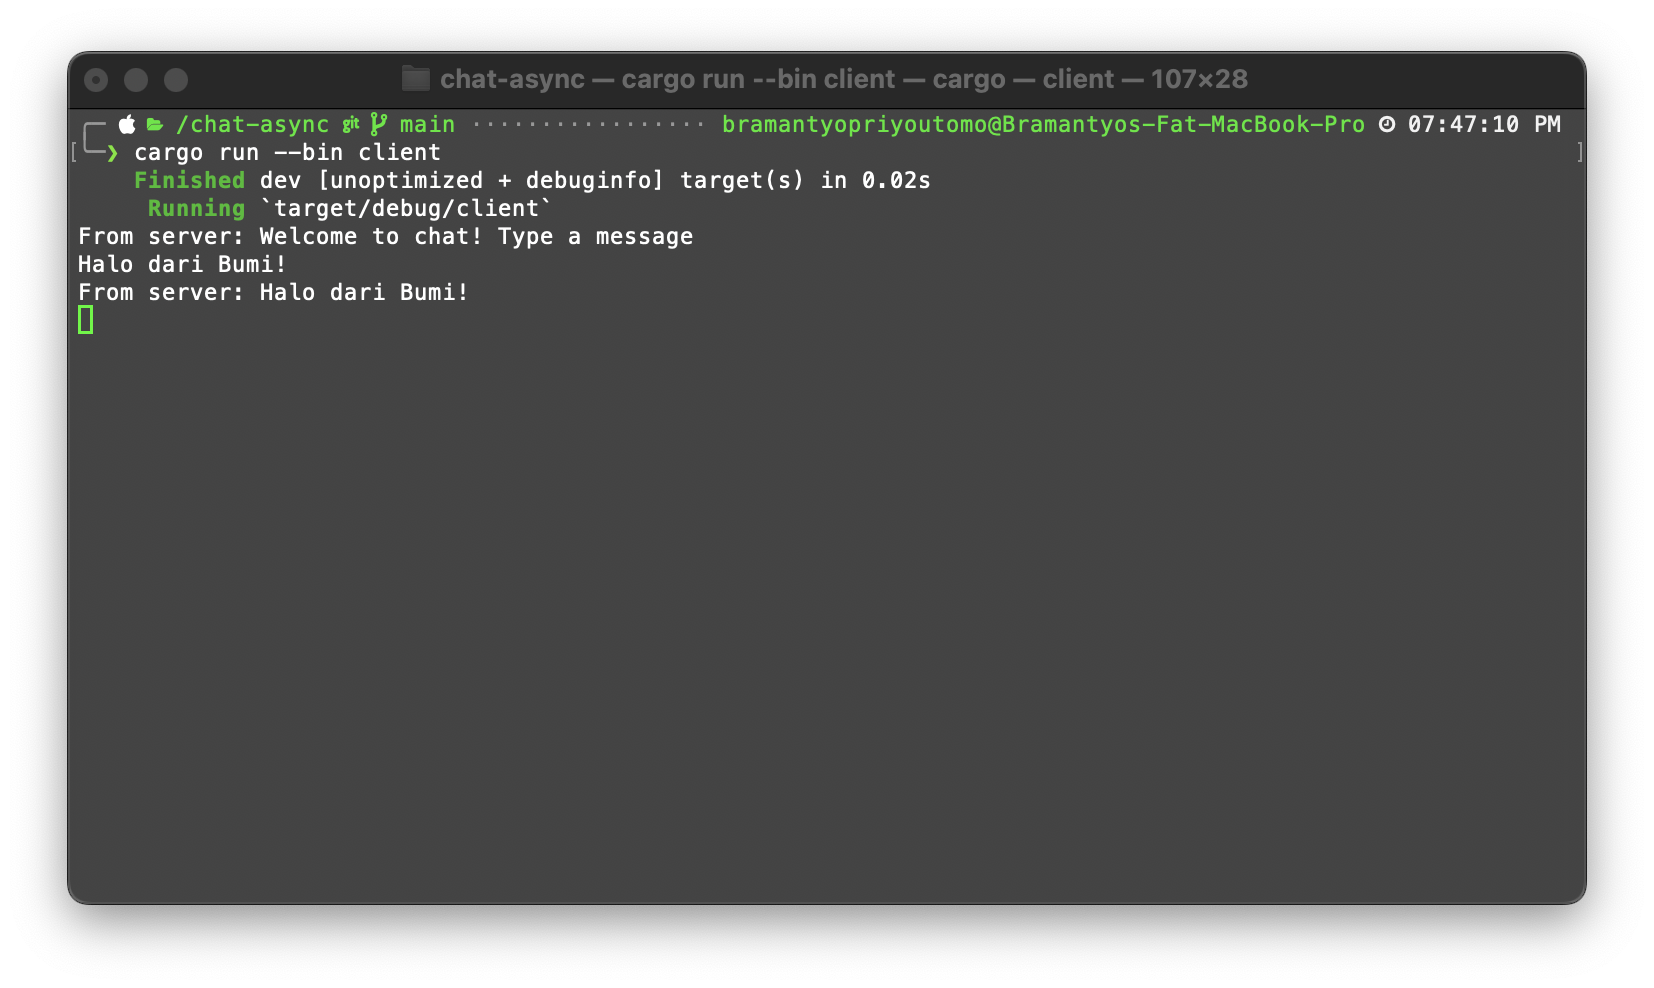 chat-async — cargo run --bin client — cargo — client — 107×28
/chat-async git main ················· bramantyopriyoutomo@Bramantyos-Fat-MacBook-Pro 07:47:10 PM
[ ❯ cargo run --bin client ]
Finished dev [unoptimized + debuginfo] target(s) in 0.02s
Running `target/debug/client`
From server: Welcome to chat! Type a message
Halo dari Bumi!
From server: Halo dari Bumi!